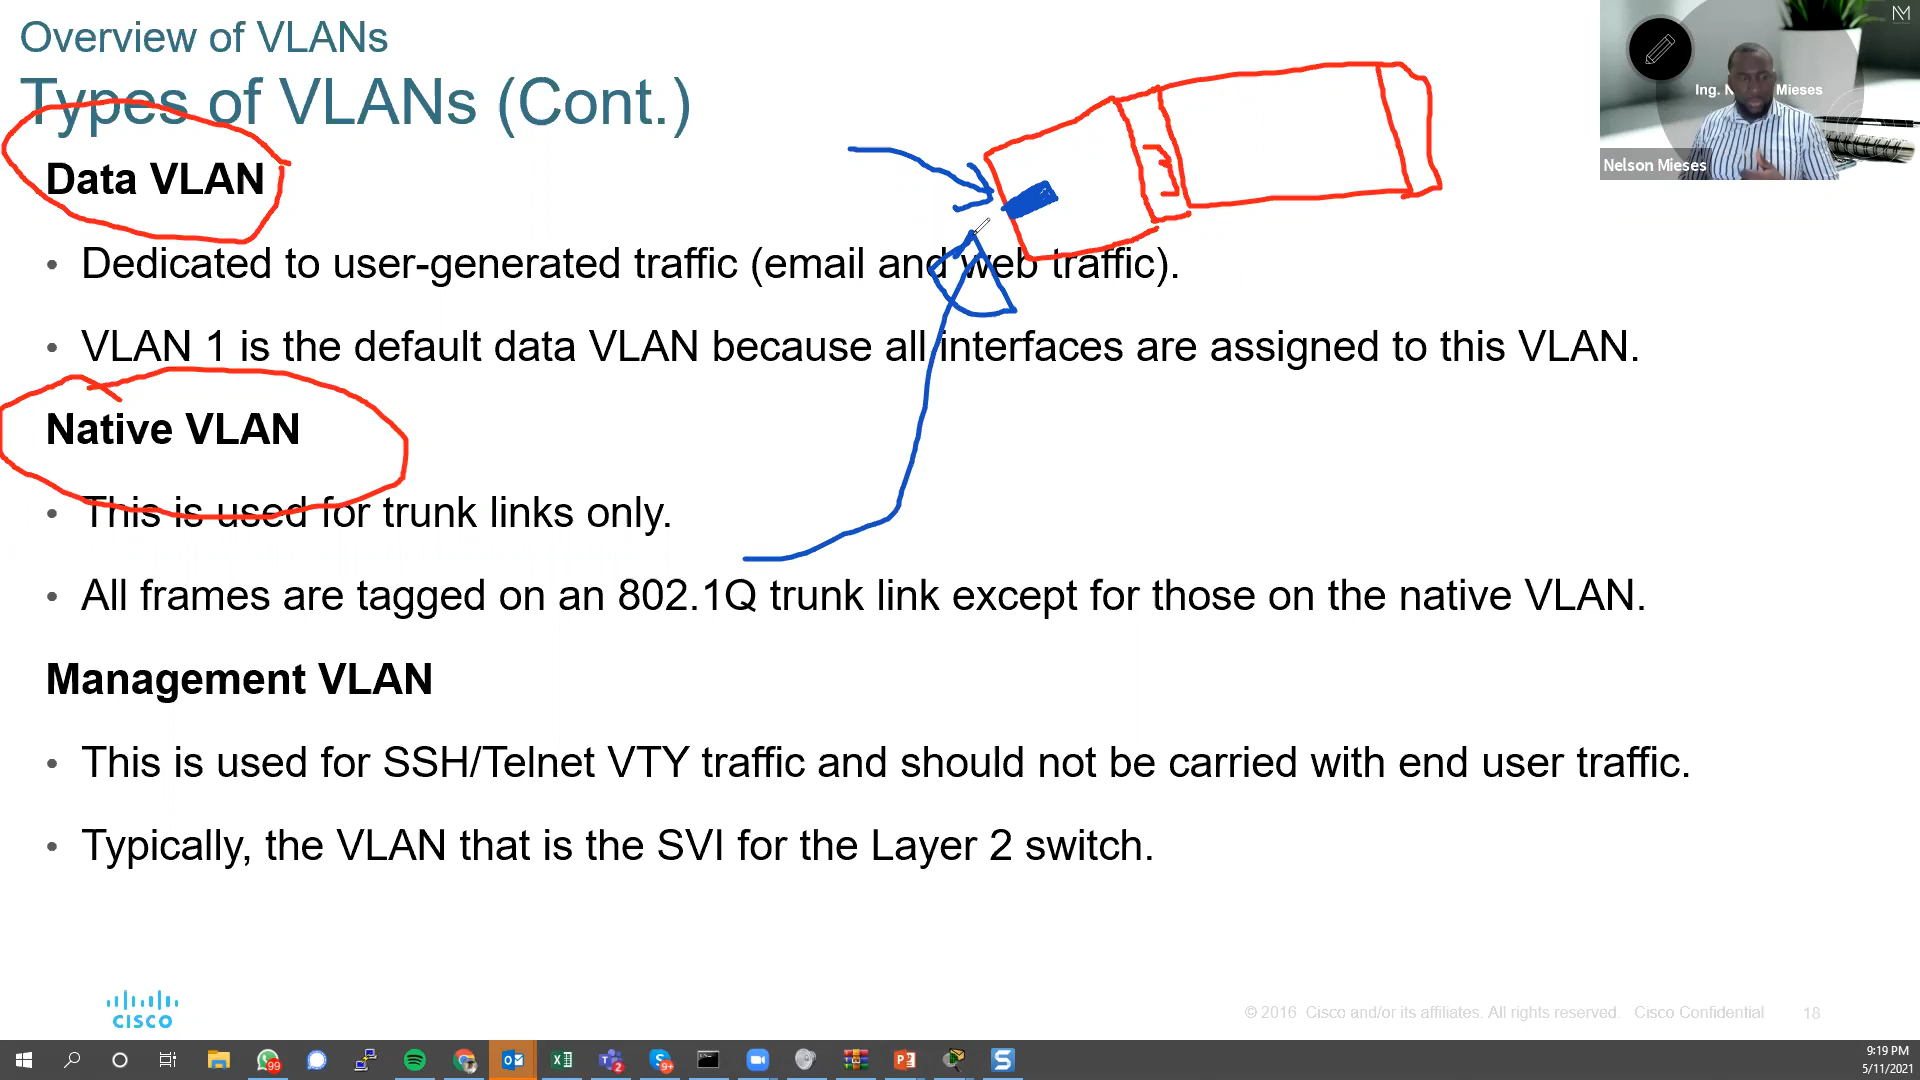 Overview of VLANs
Types of VLANs (Cont.)
Data VLAN
• Dedicated to user-generated traffic (email and web traffic).
• VLAN 1 is the default data VLAN because all interfaces are assigned to this VLAN.
Native VLAN
• This is used for trunk links only.
• All frames are tagged on an 802.1Q trunk link except for those on the native VLAN.
Management VLAN
• This is used for SSH/Telnet VTY traffic and should not be carried with end user traffic.
• Typically, the VLAN that is the SVI for the Layer 2 switch.
Ing. N Mieses
Nelson Mieses
CISCO
© 2016 Cisco and/or its affiliates. All rights reserved. Cisco Confidential 18
99
2
9+
9:19 PM
5/11/2021